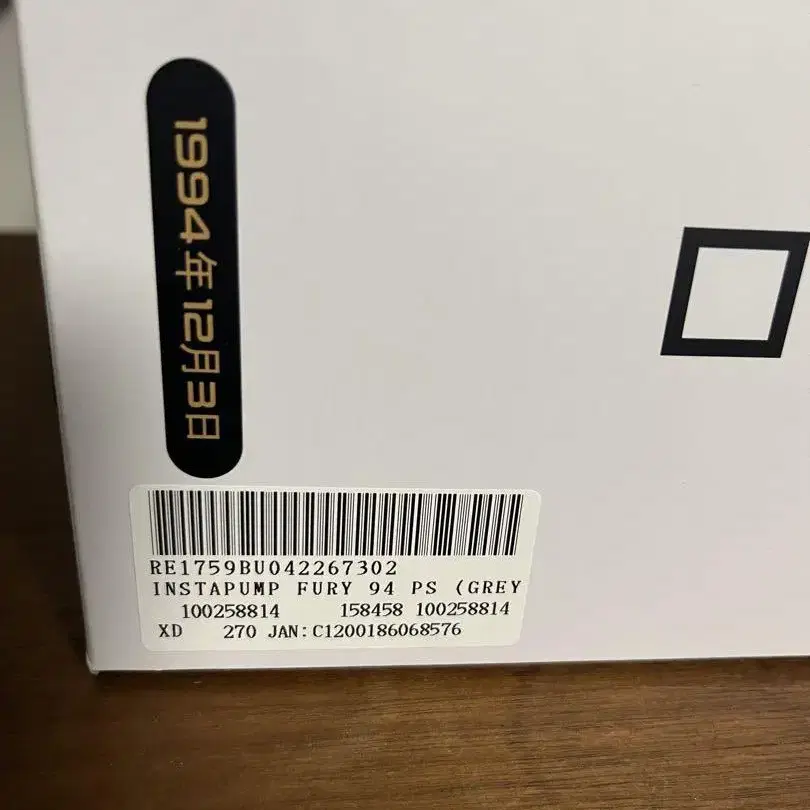 1994年12月3日
RE1759BU042267302
INSTAPUMP FURY 94 PS (GREY
100258814 158458 100258814
XD 270 JAN:C1200186068576